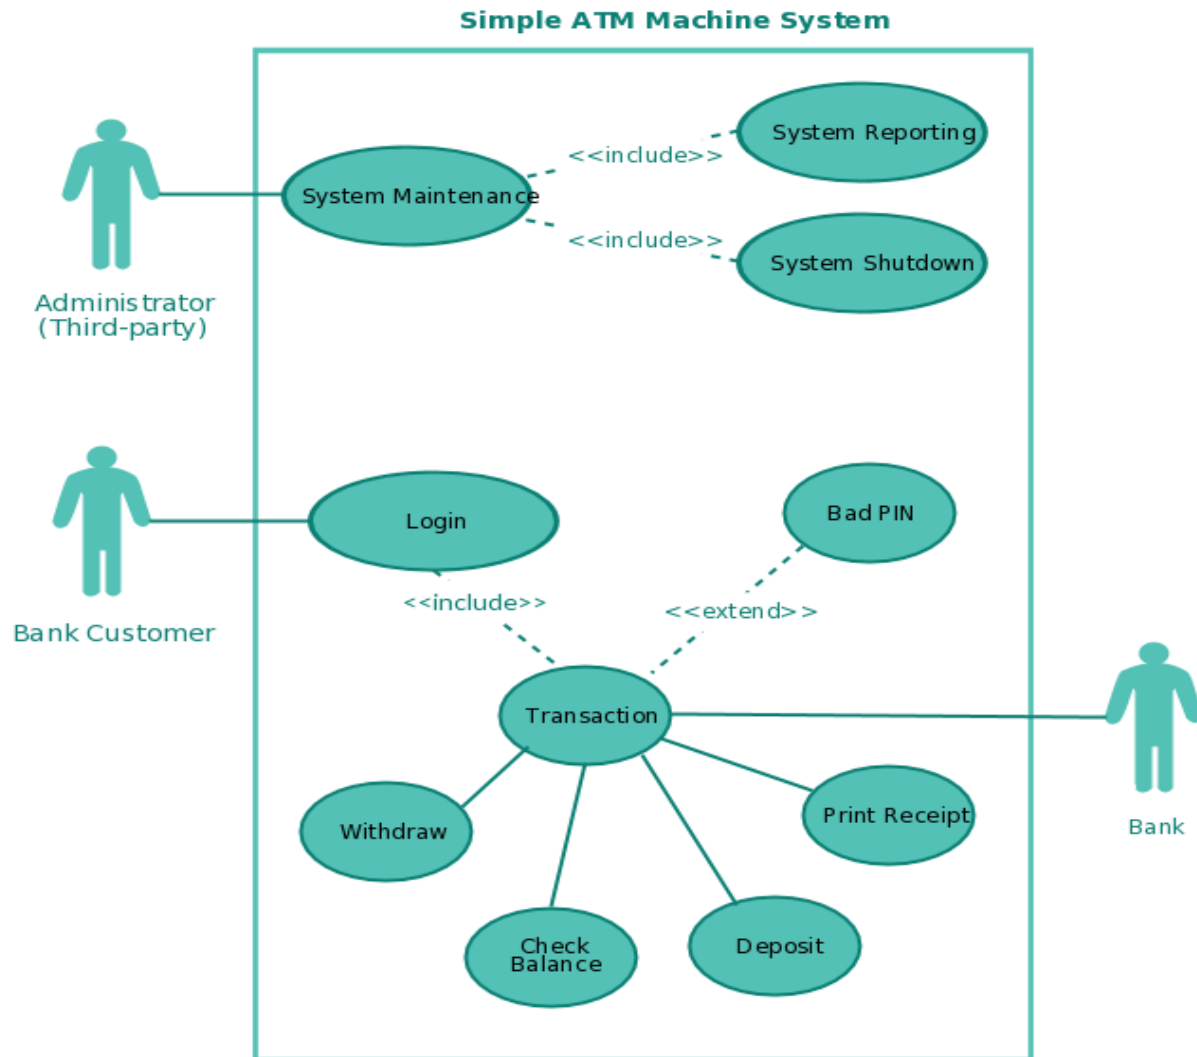 Simple ATM Machine System
System Reporting
<<include>>
System Maintenance
<<include>>
System Shutdown
Administrator
(Third-party)
Login
Bad PIN
<<include>>
<<extend>>
Bank Customer
Transaction
Withdraw
Print Receipt
Bank
Check
Balance
Deposit